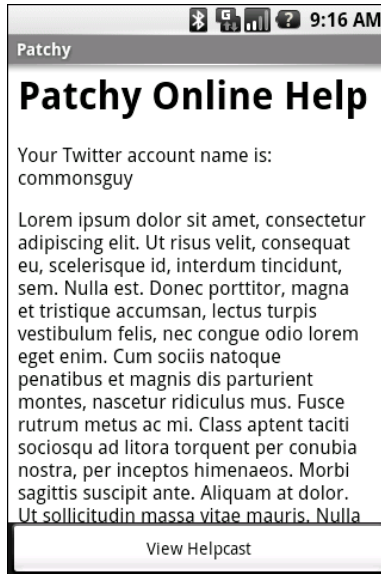 9:16 AM
Patchy
Patchy Online Help
Your Twitter account name is:
commonsguy
Lorem ipsum dolor sit amet, consectetur
adipiscing elit. Ut risus velit, consequat
eu, scelerisque id, interdum tincidunt,
sem. Nulla est. Donec porttitor, magna
et tristique accumsan, lectus turpis
vestibulum felis, nec congue odio lorem
eget enim. Cum sociis natoque
penatibus et magnis dis parturient
montes, nascetur ridiculus mus. Fusce
rutrum metus ac mi. Class aptent taciti
sociosqu ad litora torquent per conubia
nostra, per inceptos himenaeos. Morbi
sagittis suscipit ante. Aliquam at dolor.
Ut sollicitudin massa vitae mauris. Nulla
View Helpcast